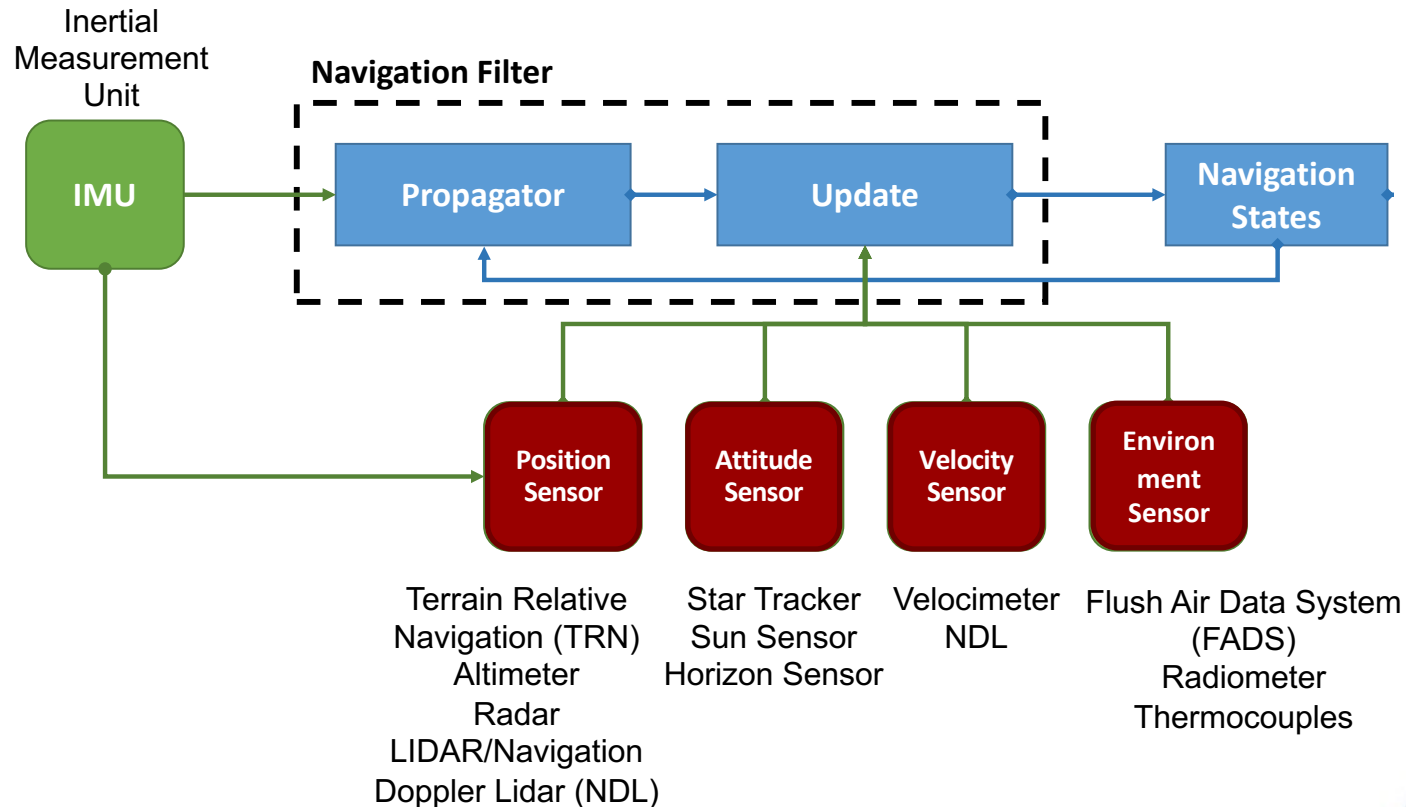 Inertial
Measurement
Unit
Navigation Filter
IMU
Propagator
Update
Navigation
States
Position
Sensor
Attitude
Sensor
Velocity
Sensor
Environ
ment
Sensor
Terrain Relative
Navigation (TRN)
Altimeter
Radar
LIDAR/Navigation
Doppler Lidar (NDL)
Star Tracker
Sun Sensor
Horizon Sensor
Velocimeter
NDL
Flush Air Data System
(FADS)
Radiometer
Thermocouples